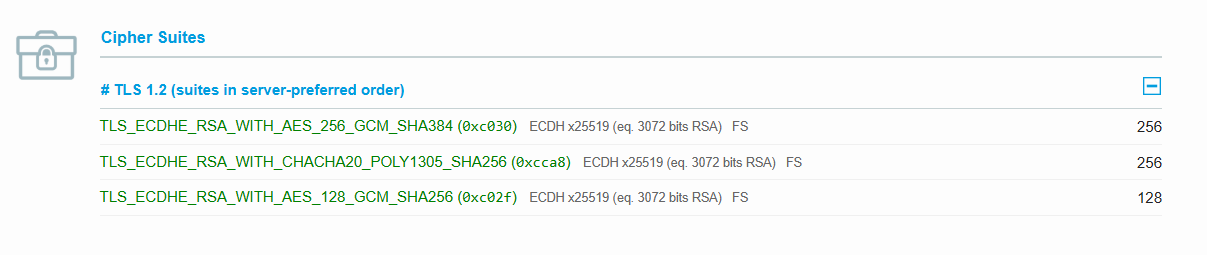 Cipher Suites
# TLS 1.2 (suites in server-preferred order)
TLS_ECDHE_RSA_WITH_AES_256_GCM_SHA384 (0xc030) ECDH x25519 (eq. 3072 bits RSA) FS 256
TLS_ECDHE_RSA_WITH_CHACHA20_POLY1305_SHA256 (0xcca8) ECDH x25519 (eq. 3072 bits RSA) FS 256
TLS_ECDHE_RSA_WITH_AES_128_GCM_SHA256 (0xc02f) ECDH x25519 (eq. 3072 bits RSA) FS 128